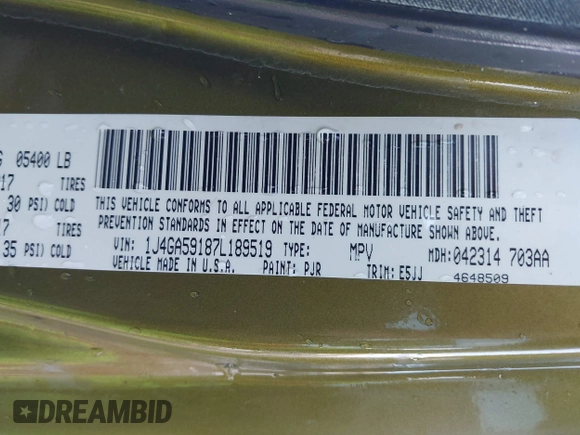 G 05400 LB
17 TIRES
30 PSI) COLD
17 TIRES
35 PSI) COLD
THIS VEHICLE CONFORMS TO ALL APPLICABLE FEDERAL MOTOR VEHICLE SAFETY AND THEFT
PREVENTION STANDARDS IN EFFECT ON THE DATE OF MANUFACTURE SHOWN ABOVE.
VIN: 1J4GA59187L189519 TYPE: MPV MDH: 042314 703AA
VEHICLE MADE IN U.S.A. PAINT: PJR TRIM: E5JJ 4648509
DREAMBID